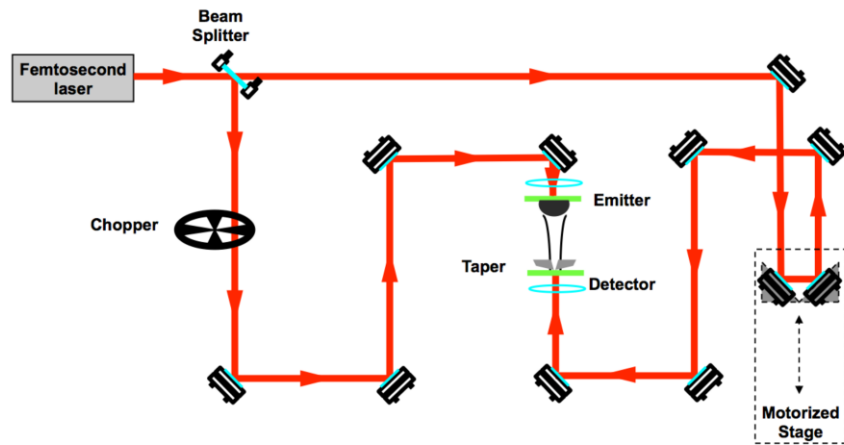 Beam
Splitter
Femtosecond
laser
Chopper
Emitter
Taper
Detector
Motorized
Stage